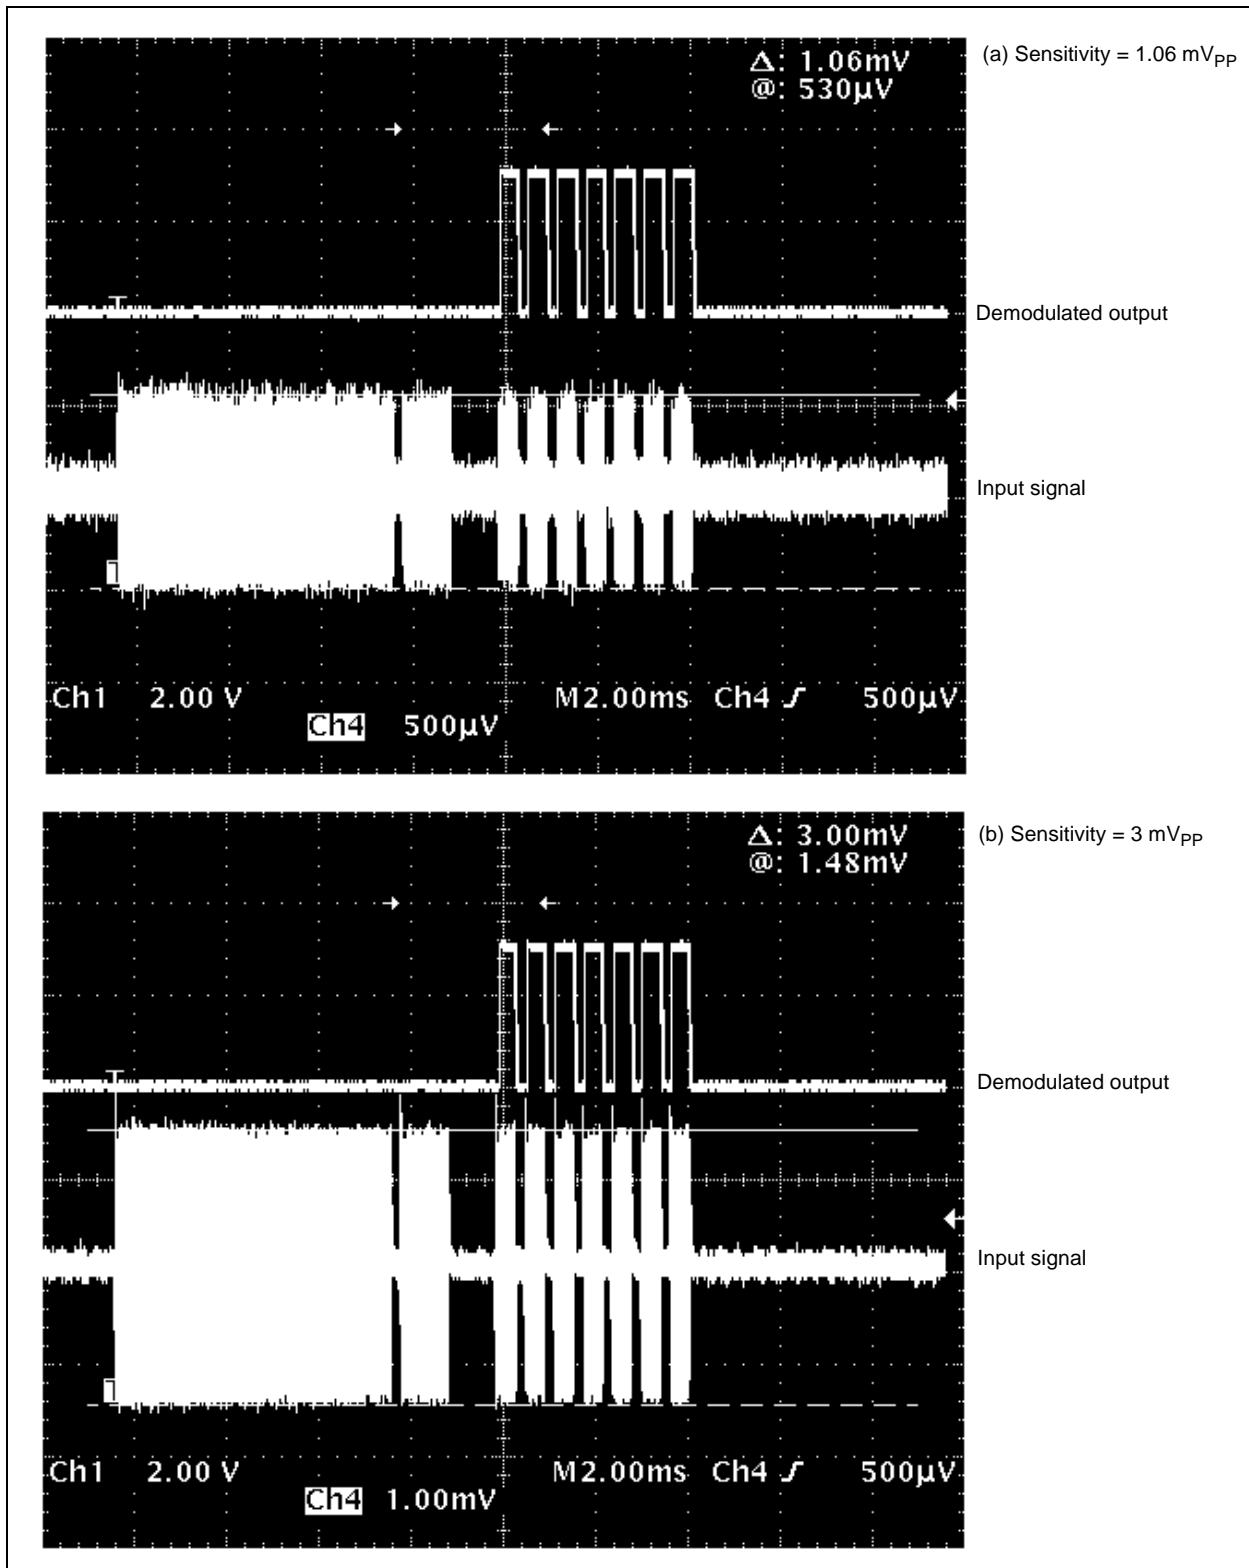 Δ: 1.06mV
@: 530µV
(a) Sensitivity = 1.06 mVPP
Demodulated output
Input signal
Ch1 2.00 V M2.00ms Ch4 ƒ 500µV
Ch4 500µV
Δ: 3.00mV
@: 1.48mV
(b) Sensitivity = 3 mVPP
Demodulated output
Input signal
Ch1 2.00 V M2.00ms Ch4 ƒ 500µV
Ch4 1.00mV